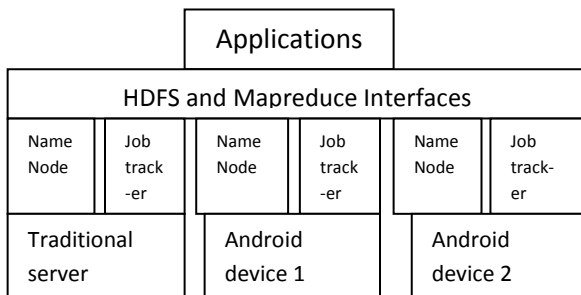 Applications
HDFS and Mapreduce Interfaces
Name
Node
Job
track
-er
Name
Node
Job
track
-er
Name
Node
Job
track-
er
Traditional
server
Android
device 1
Android
device 2